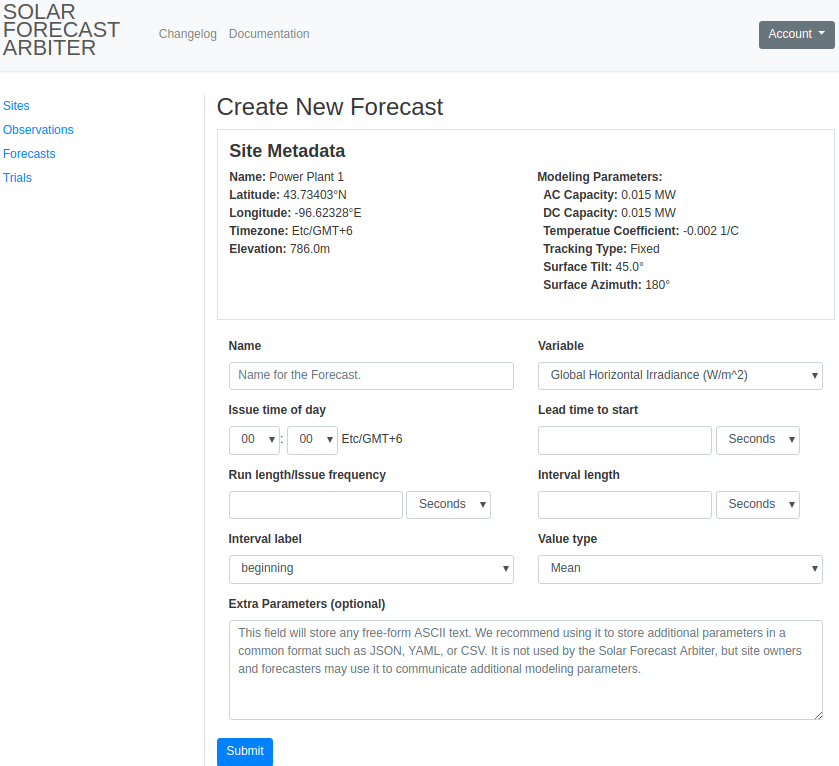 SOLAR
FORECAST
ARBITER
Changelog Documentation
Account
Sites
Observations
Forecasts
Trials
Create New Forecast
Site Metadata
Name: Power Plant 1
Latitude: 43.73403°N
Longitude: -96.62328°E
Timezone: Etc/GMT+6
Elevation: 786.0m
Modeling Parameters:
AC Capacity: 0.015 MW
DC Capacity: 0.015 MW
Temperatue Coefficient: -0.002 1/C
Tracking Type: Fixed
Surface Tilt: 45.0°
Surface Azimuth: 180°
Name
Name for the Forecast.
Variable
Global Horizontal Irradiance (W/m^2)
Issue time of day
00 : 00 Etc/GMT+6
Lead time to start
Seconds
Run length/Issue frequency
Seconds
Interval length
Seconds
Interval label
beginning
Value type
Mean
Extra Parameters (optional)
This field will store any free-form ASCII text. We recommend using it to store additional parameters in a
common format such as JSON, YAML, or CSV. It is not used by the Solar Forecast Arbiter, but site owners
and forecasters may use it to communicate additional modeling parameters.
Submit